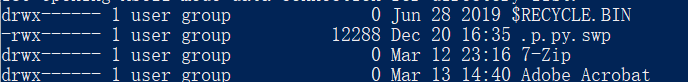 drwx------ 1 user group 0 Jun 28 2019 $RECYCLE.BIN
-rwx------ 1 user group 12288 Dec 20 16:35 .p.py.swp
drwx------ 1 user group 0 Mar 12 23:16 7-Zip
drwx------ 1 user group 0 Mar 13 14:40 Adobe Acrobat